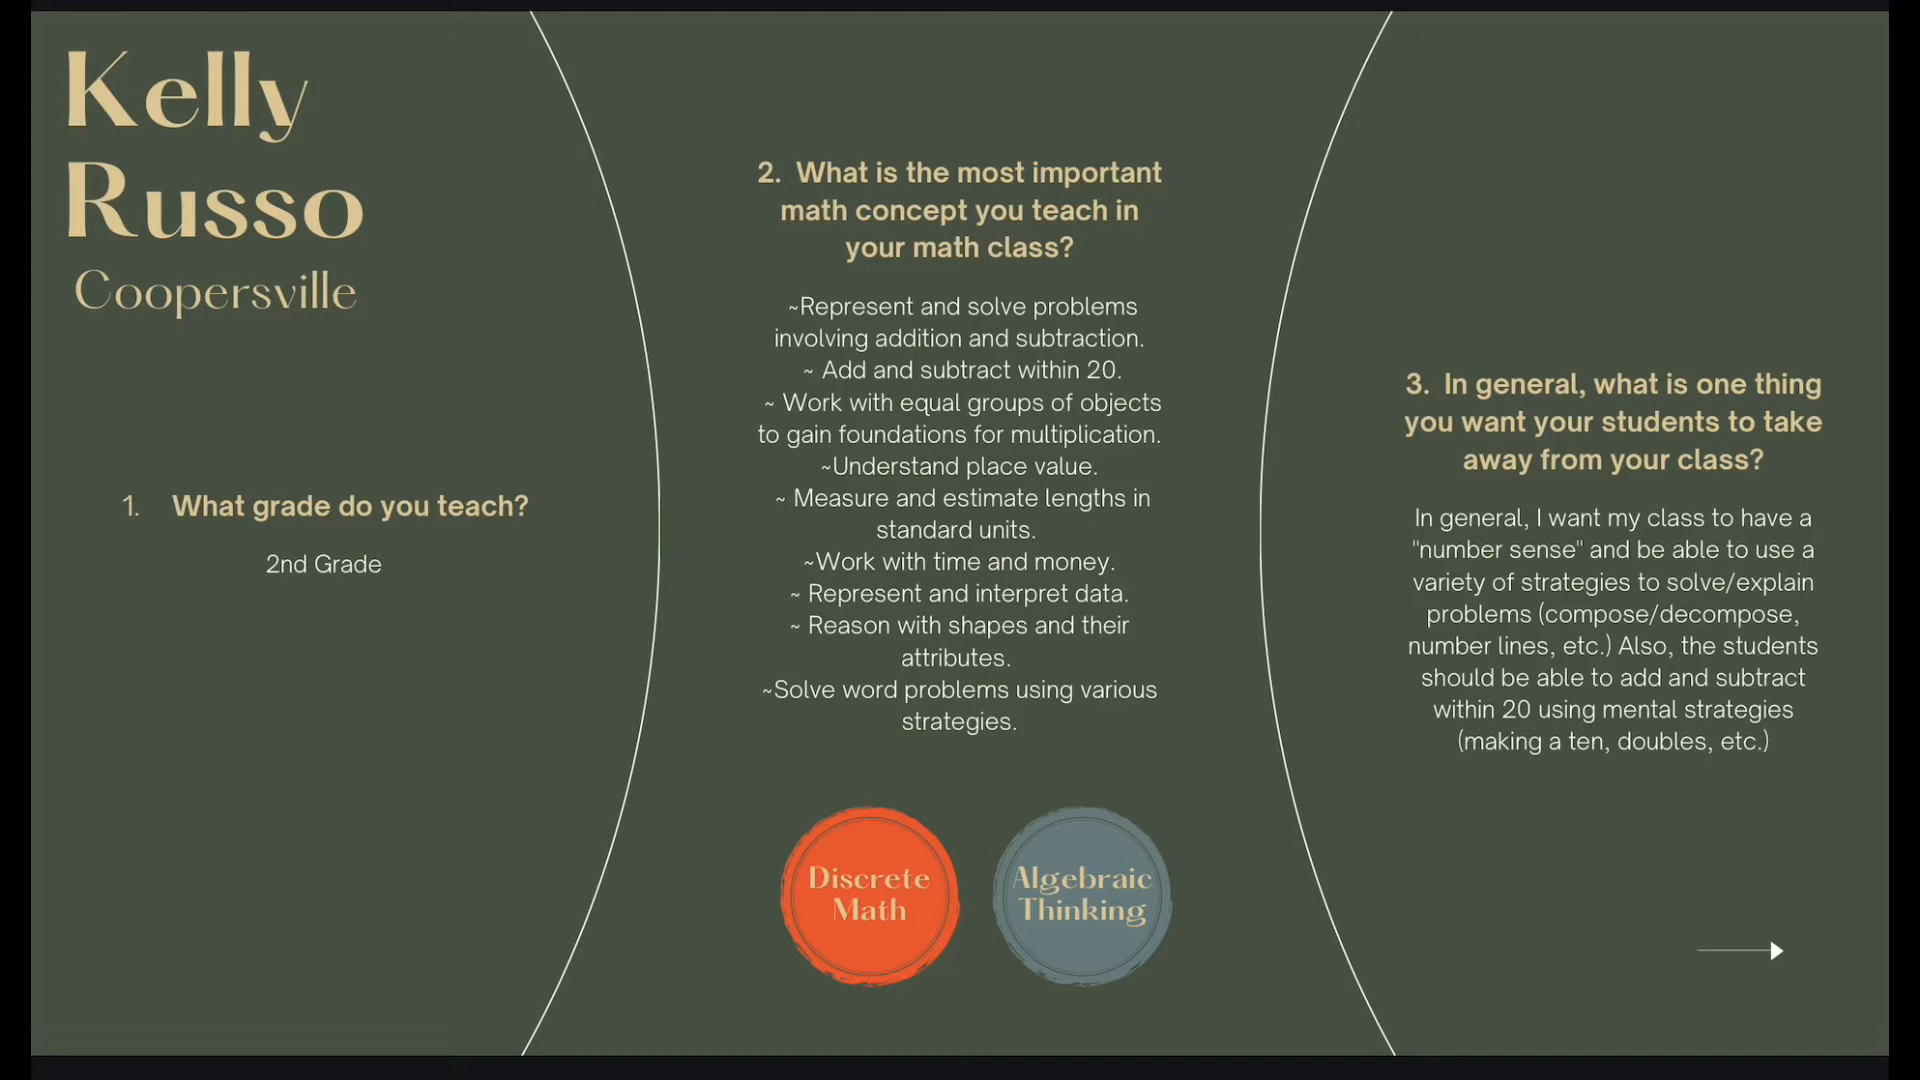 Kelly
Russo
Coopersville
1. What grade do you teach?
2nd Grade
2. What is the most important
math concept you teach in
your math class?
~Represent and solve problems
involving addition and subtraction.
~ Add and subtract within 20.
~ Work with equal groups of objects
to gain foundations for multiplication.
~Understand place value.
~ Measure and estimate lengths in
standard units.
~Work with time and money.
~ Represent and interpret data.
~ Reason with shapes and their
attributes.
~Solve word problems using various
strategies.
Discrete
Math
Algebraic
Thinking
3. In general, what is one thing
you want your students to take
away from your class?
In general, I want my class to have a
"number sense" and be able to use a
variety of strategies to solve/explain
problems (compose/decompose,
number lines, etc.) Also, the students
should be able to add and subtract
within 20 using mental strategies
(making a ten, doubles, etc.)